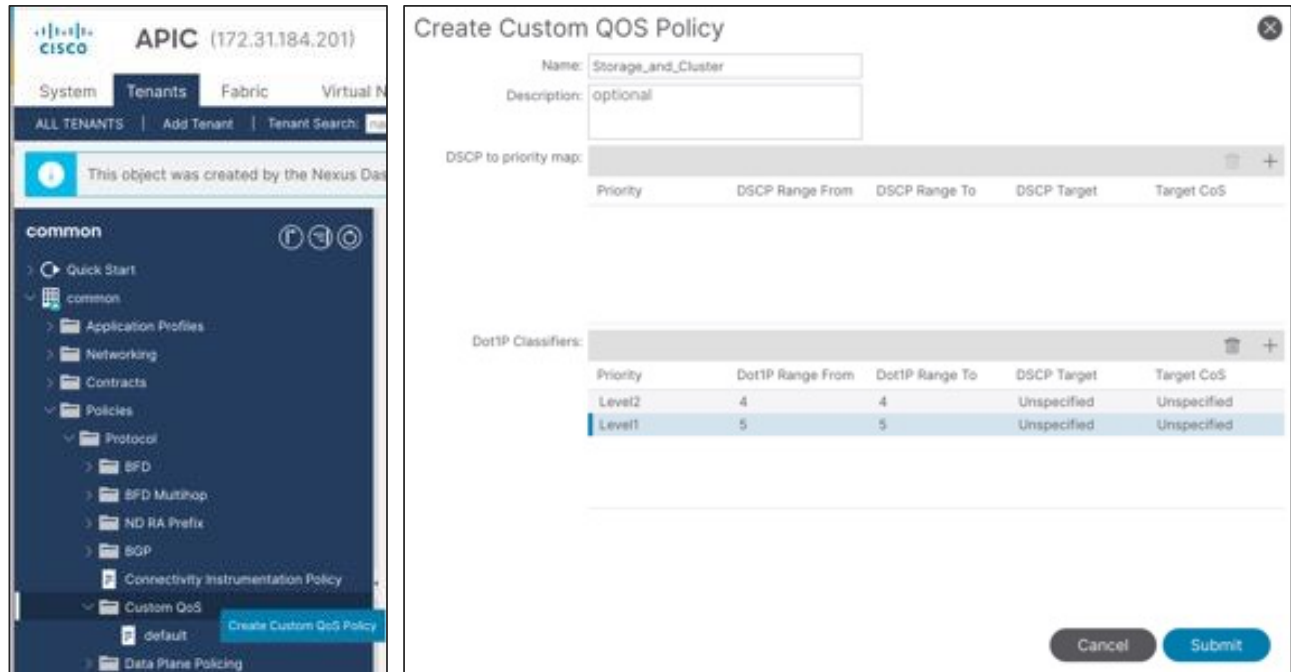 CISCO
APIC (172.31.184.201)
System Tenants Fabric Virtual N
ALL TENANTS | Add Tenant | Tenant Search:
This object was created by the Nexus Das
common
Quick Start
common
Application Profiles
Networking
Contracts
Policies
Protocol
BFD
BFD Multihop
ND RA Prefix
BGP
Connectivity Instrumentation Policy
Custom QoS
Create Custom QoS Policy
default
Data Plane Policing
Create Custom QOS Policy
Name: Storage_and_Cluster
Description: optional
DSCP to priority map:
Priority DSCP Range From DSCP Range To DSCP Target Target CoS
Dot1P Classifiers:
Priority Dot1P Range From Dot1P Range To DSCP Target Target CoS
Level2 4 4 Unspecified Unspecified
Level1 5 5 Unspecified Unspecified
Cancel Submit